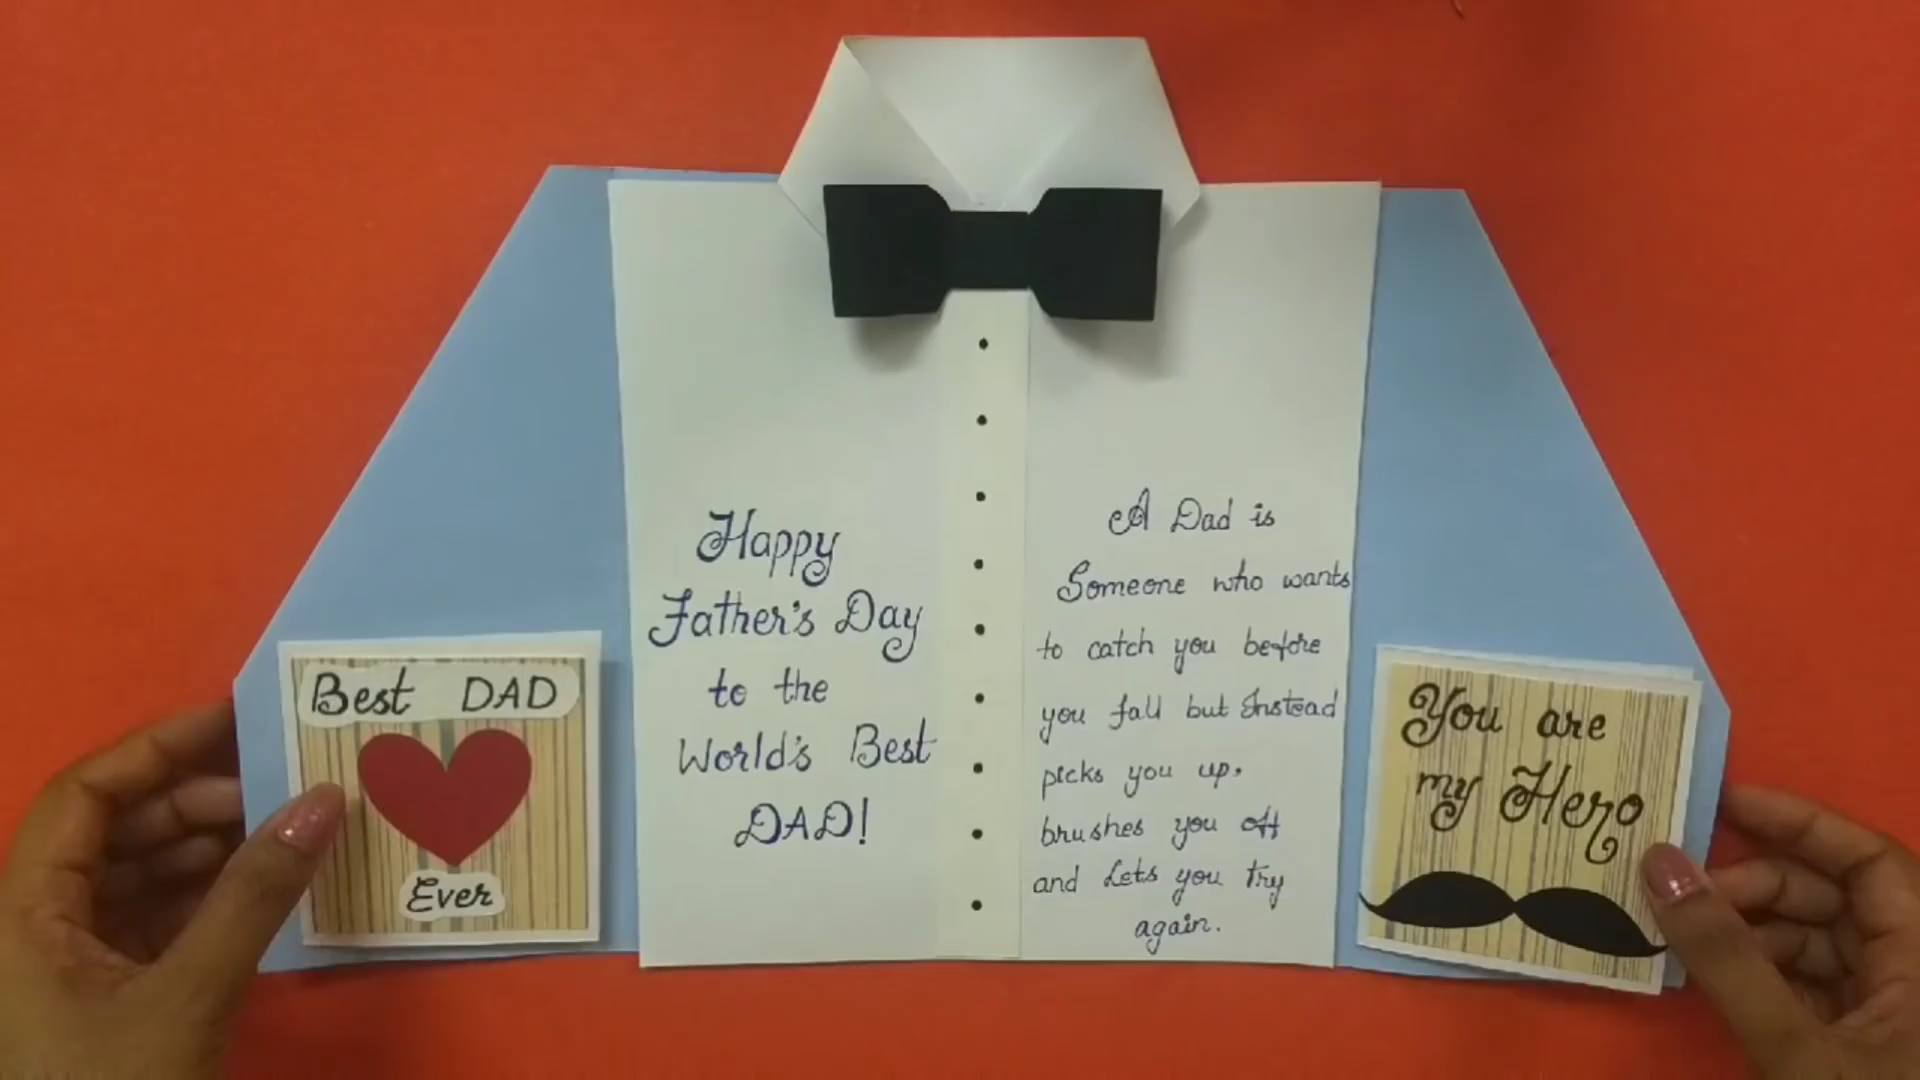 Best DAD
Ever
Happy
Father's Day
to the
World's Best
DAD!
A Dad is
Someone who wants
to catch you before
you fall but Instead
picks you up,
brushes you off
and Lets you try
again.
You are
my Hero